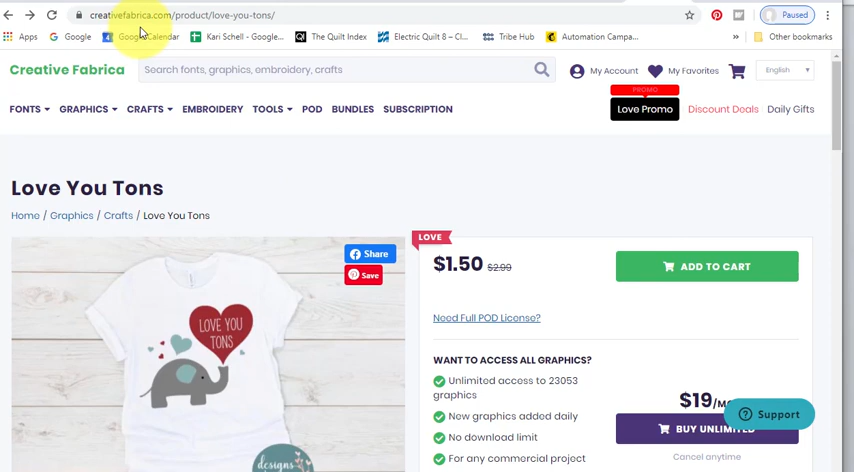 creativefabrica.com/product/love-you-tons/
Paused
Apps Google Google Calendar Kari Schell - Google... The Quilt Index Electric Quilt 8 – Cl... Tribe Hub Automation Campa... » Other bookmarks
Creative Fabrica Search fonts, graphics, embroidery, crafts My Account My Favorites English
PROMO
FONTS GRAPHICS CRAFTS EMBROIDERY TOOLS POD BUNDLES SUBSCRIPTION Love Promo Discount Deals Daily Gifts
Love You Tons
Home / Graphics / Crafts / Love You Tons
LOVE
Share
Save
$1.50 $2.99
ADD TO CART
LOVE YOU
TONS
designs
Need Full POD License?
WANT TO ACCESS ALL GRAPHICS?
Unlimited access to 23053
graphics
New graphics added daily
No download limit
For any commercial project
$19/MO
Support
BUY UNLIMITED
Cancel anytime